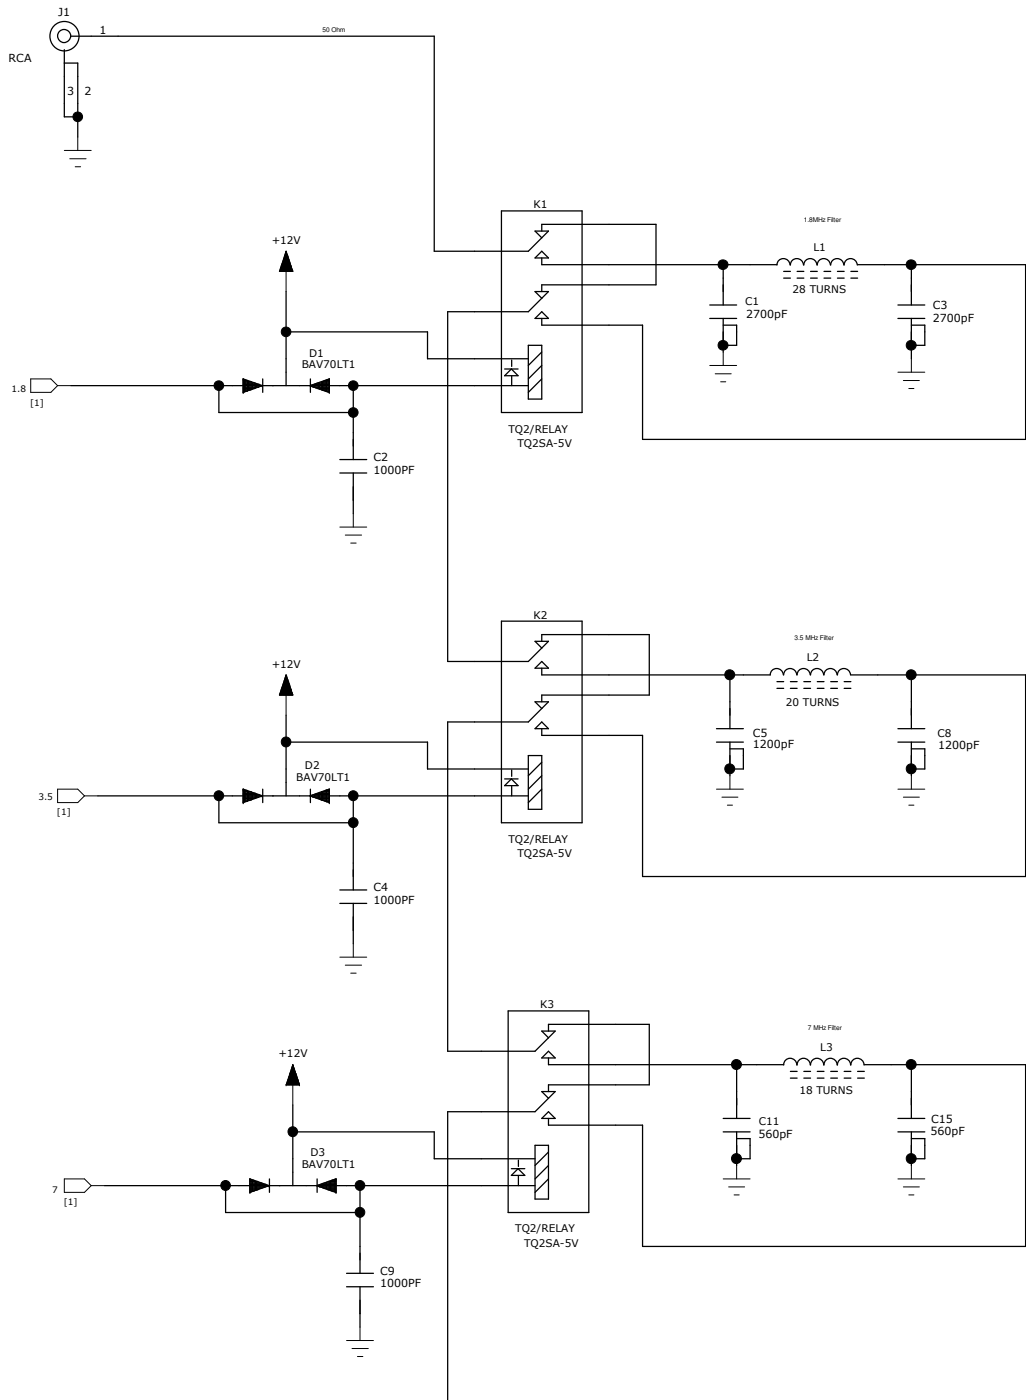 J1
1
50 Ohm
RCA
3 2
K1
1.8MHz Filter
+12V
L1
28 TURNS
C1
2700pF
C3
2700pF
D1
BAV70LT1
1.8
[1]
TQ2/RELAY
TQ2SA-5V
C2
1000PF
K2
3.5 MHz Filter
+12V
L2
20 TURNS
C5
1200pF
C8
1200pF
D2
BAV70LT1
3.5
[1]
TQ2/RELAY
TQ2SA-5V
C4
1000PF
K3
7 MHz Filter
+12V
L3
18 TURNS
C11
560pF
C15
560pF
D3
BAV70LT1
7
[1]
TQ2/RELAY
TQ2SA-5V
C9
1000PF